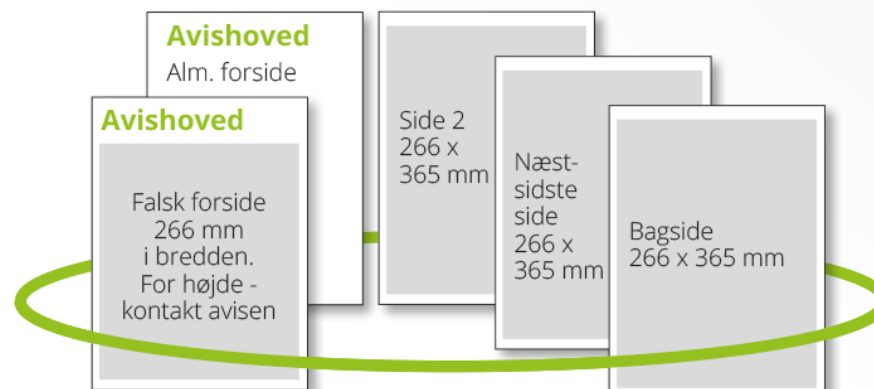 Avishoved
Alm. forside
Avishoved
Falsk forside
266 mm
i bredden.
For højde -
kontakt avisen
Side 2
266 x
365 mm
Næst-
sidste
side
266 x
365 mm
Bagside
266 x 365 mm